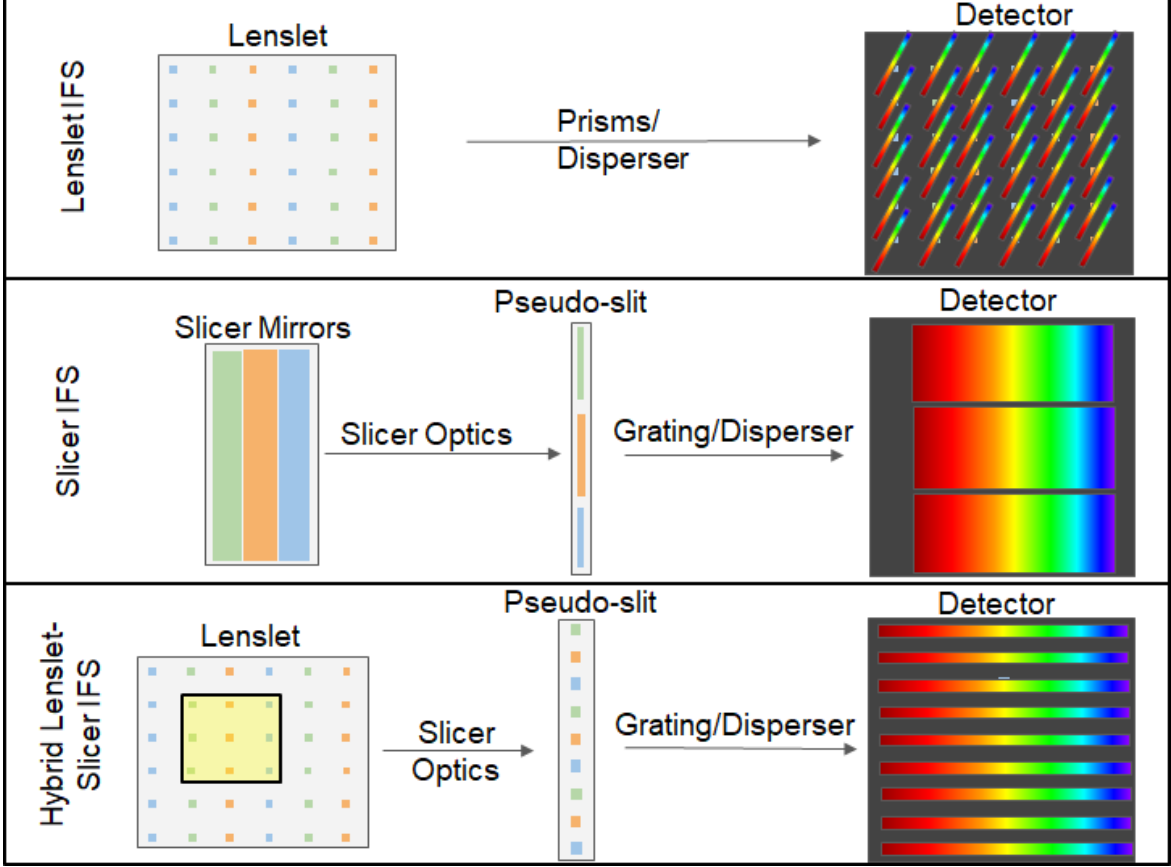 Lenslet IFS
Lenslet
Prisms/
Disperser
Detector
Slicer IFS
Slicer Mirrors
Slicer Optics
Pseudo-slit
Grating/Disperser
Detector
Hybrid Lenslet-
Slicer IFS
Lenslet
Slicer
Optics
Pseudo-slit
Grating/Disperser
Detector